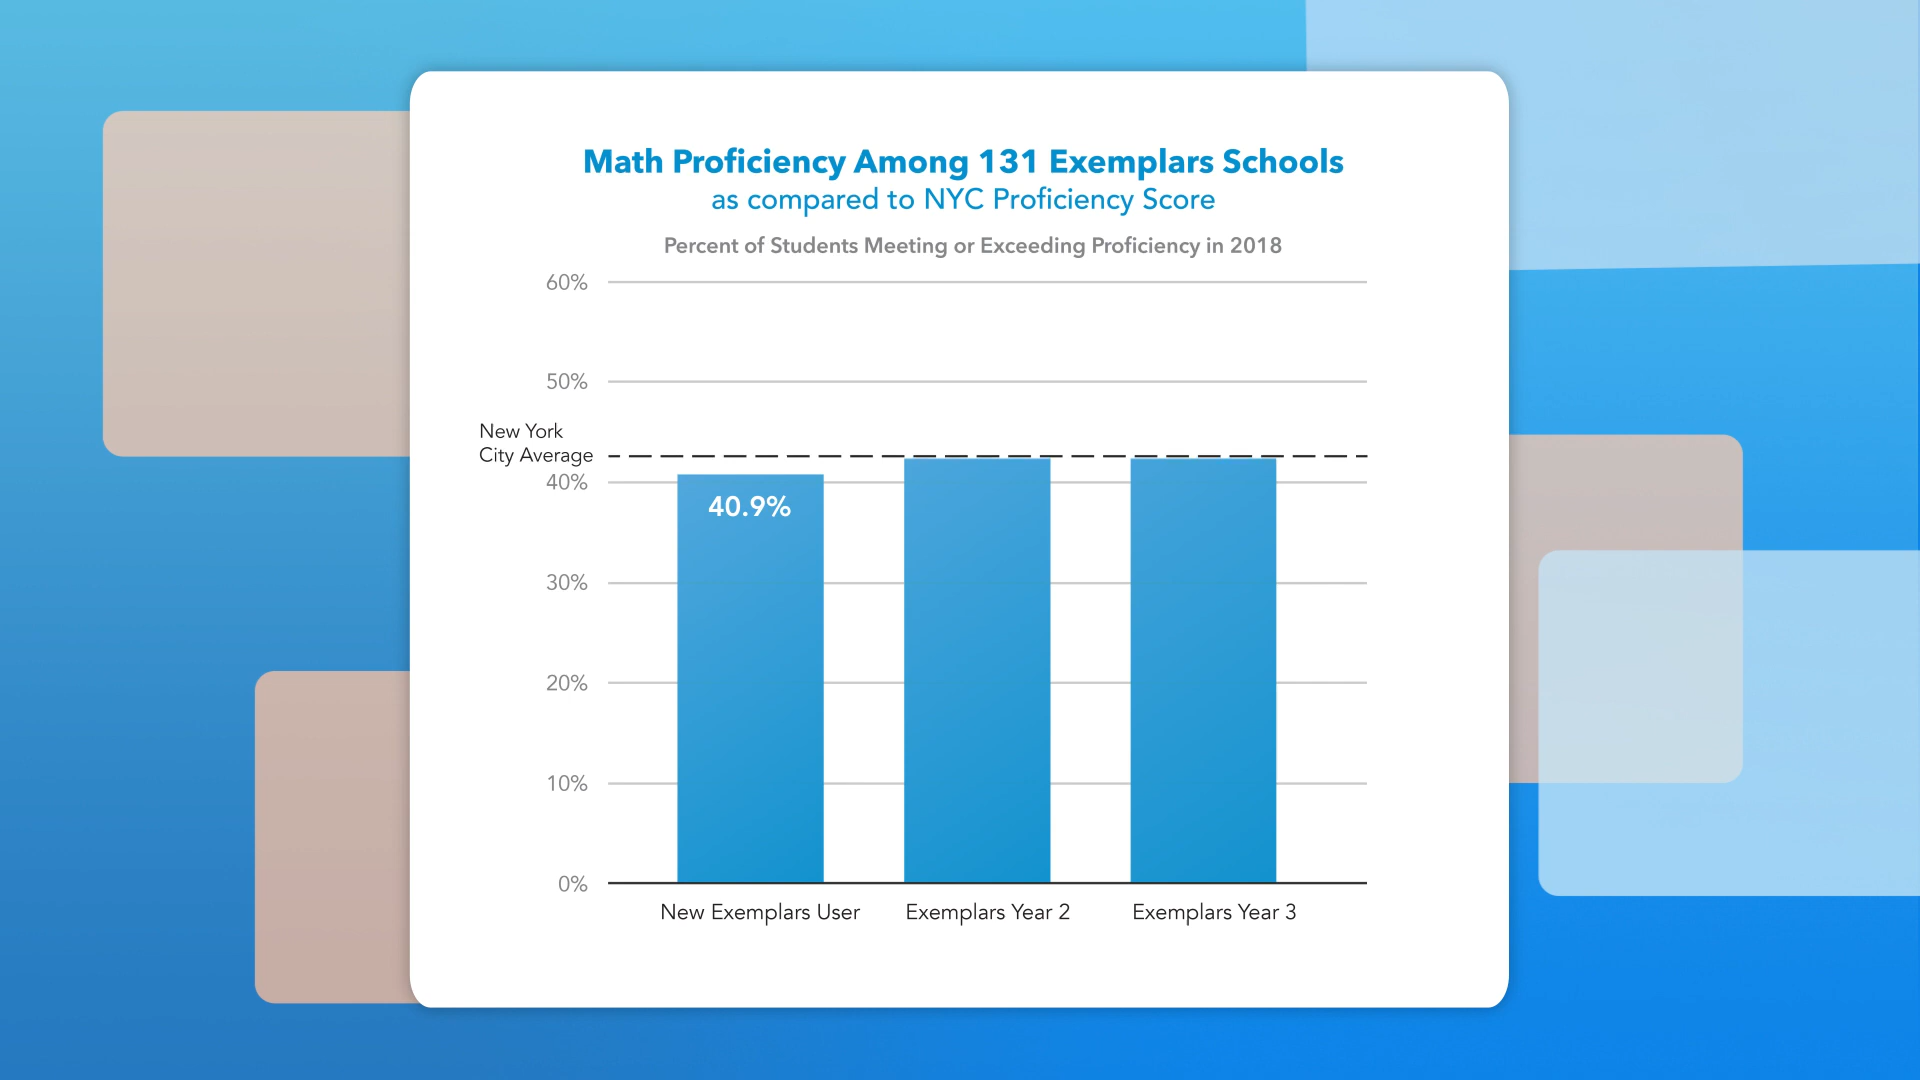 Math Proficiency Among 131 Exemplars Schools
as compared to NYC Proficiency Score
Percent of Students Meeting or Exceeding Proficiency in 2018
60%
50%
New York
City Average
40%
40.9%
30%
20%
10%
0%
New Exemplars User
Exemplars Year 2
Exemplars Year 3